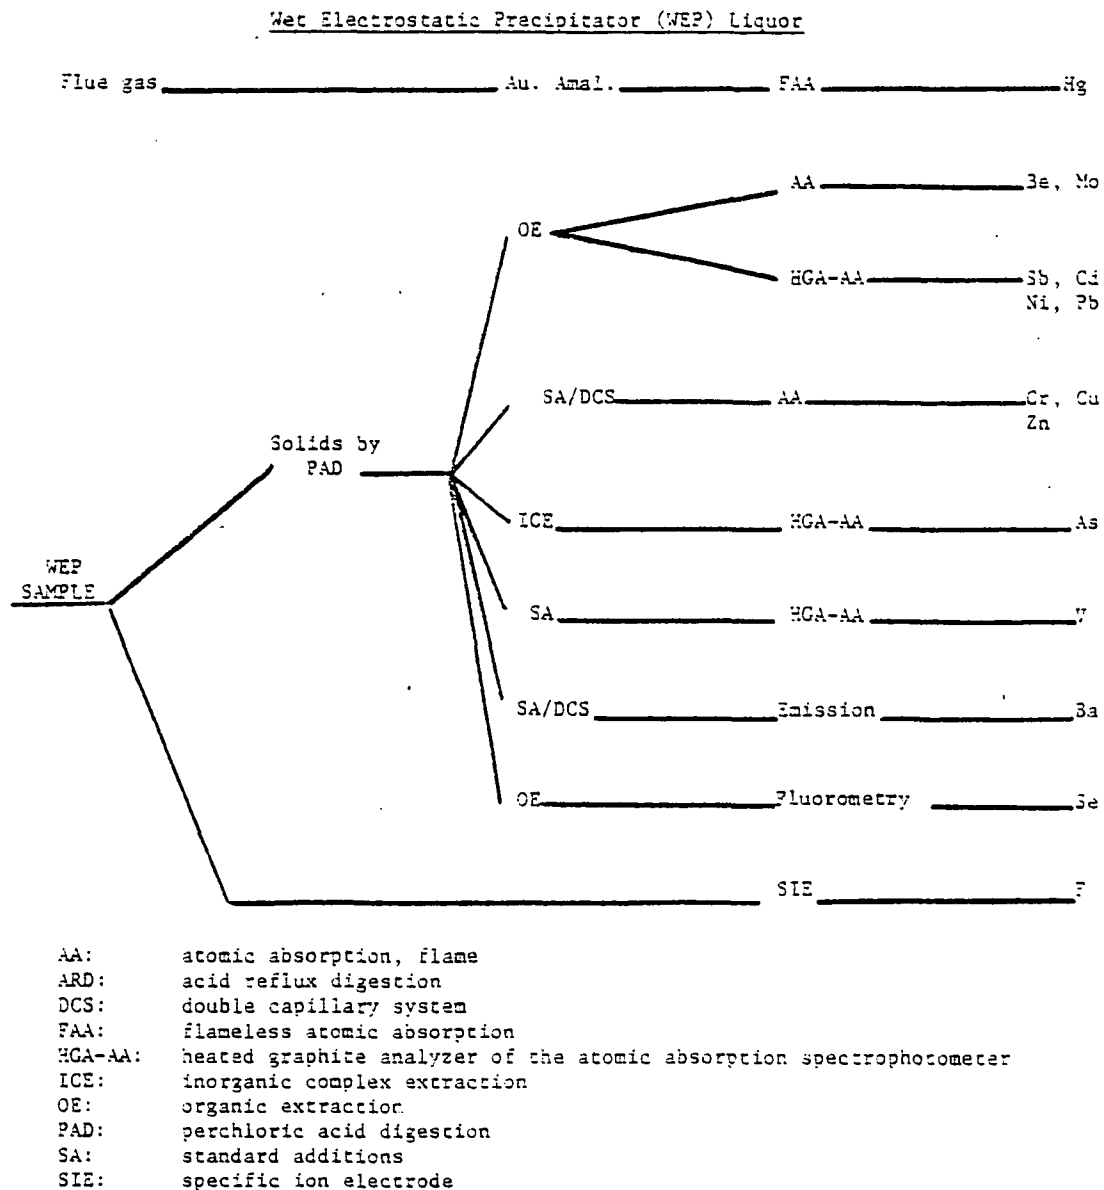 Wet Electrostatic Precipitator (WEP) Liquor
Flue gas Au. Amal. FAA Hg
AA Be, Mo
OE
HGA-AA Sb, Cd
Ni, Pb
SA/DCS AA Cr, Cu
Zn
Solids by
PAD
ICE HGA-AA As
WEP
SAMPLE
SA HGA-AA V
SA/DCS Emission Ba
OE Fluorometry Se
SIE F
AA: atomic absorption, flame
ARD: acid reflux digestion
DCS: double capillary system
FAA: flameless atomic absorption
HGA-AA: heated graphite analyzer of the atomic absorption spectrophotometer
ICE: inorganic complex extraction
OE: organic extraction
PAD: perchloric acid digestion
SA: standard additions
SIE: specific ion electrode